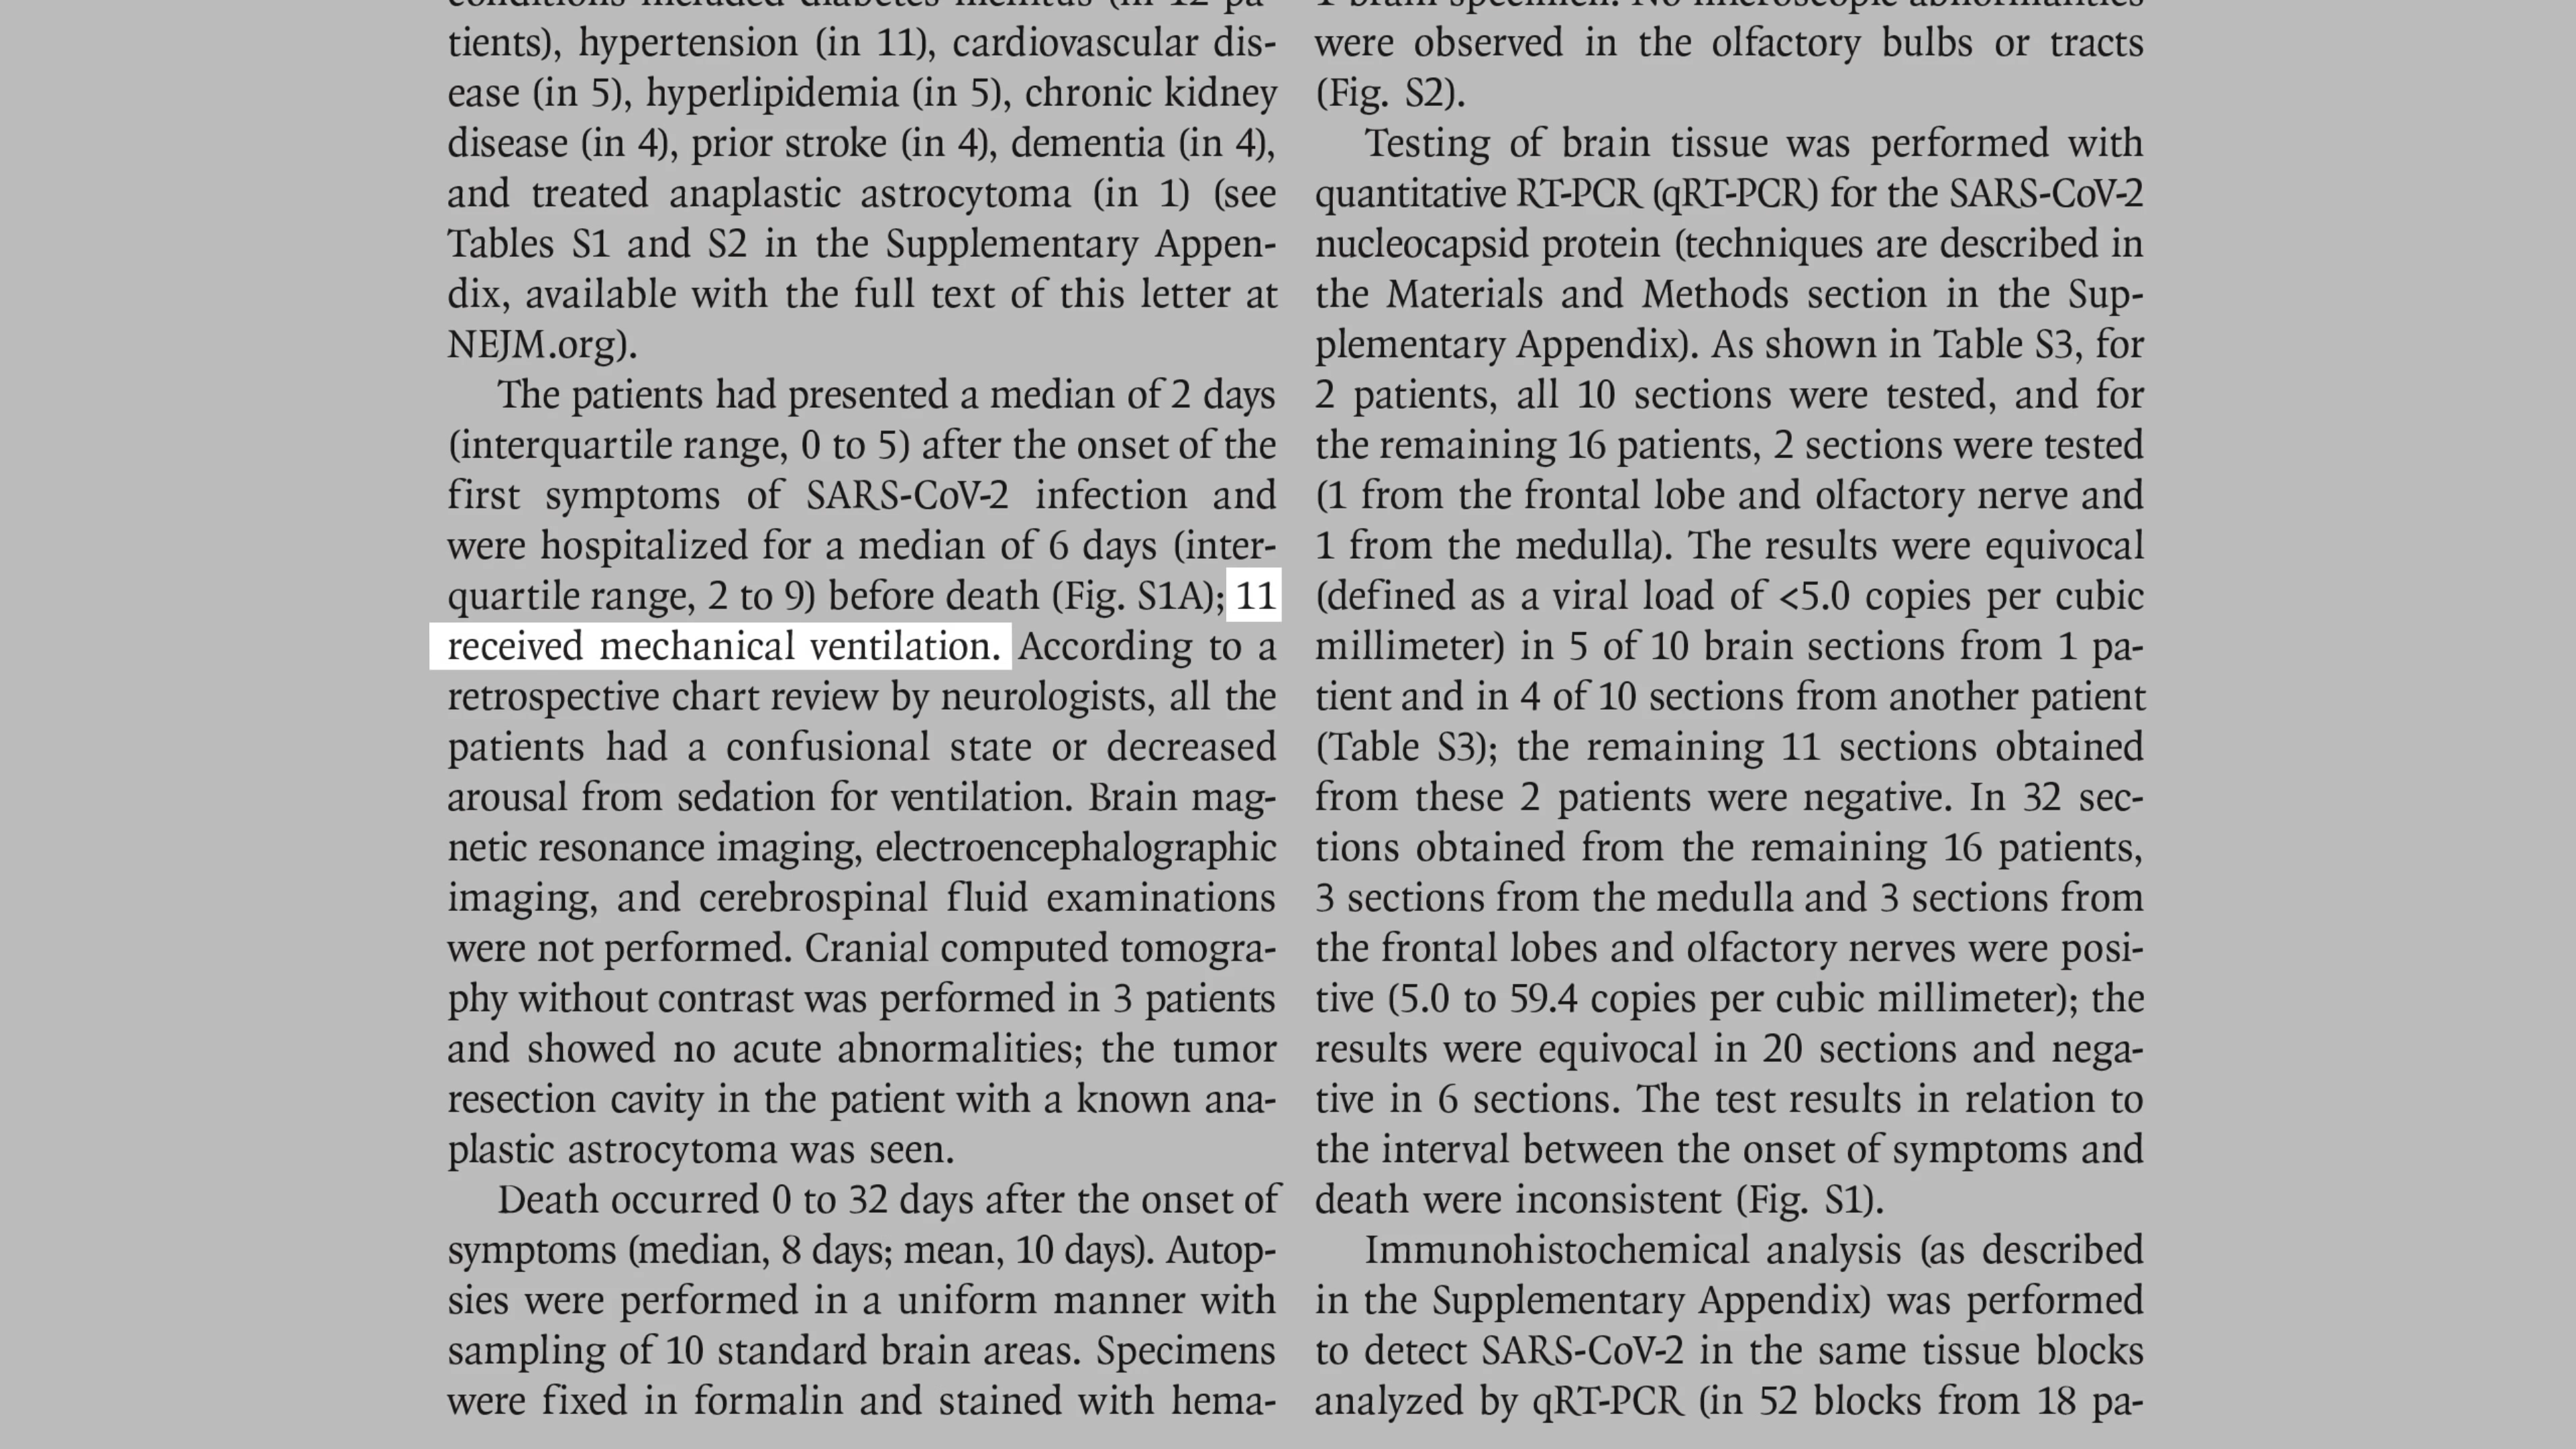 conditions included diabetes mellitus (in 12 pa-
tients), hypertension (in 11), cardiovascular dis-
ease (in 5), hyperlipidemia (in 5), chronic kidney
disease (in 4), prior stroke (in 4), dementia (in 4),
and treated anaplastic astrocytoma (in 1) (see
Tables S1 and S2 in the Supplementary Appen-
dix, available with the full text of this letter at
NEJM.org).
The patients had presented a median of 2 days
(interquartile range, 0 to 5) after the onset of the
first symptoms of SARS-CoV-2 infection and
were hospitalized for a median of 6 days (inter-
quartile range, 2 to 9) before death (Fig. S1A); 11
received mechanical ventilation. According to a
retrospective chart review by neurologists, all the
patients had a confusional state or decreased
arousal from sedation for ventilation. Brain mag-
netic resonance imaging, electroencephalographic
imaging, and cerebrospinal fluid examinations
were not performed. Cranial computed tomogra-
phy without contrast was performed in 3 patients
and showed no acute abnormalities; the tumor
resection cavity in the patient with a known ana-
plastic astrocytoma was seen.
Death occurred 0 to 32 days after the onset of
symptoms (median, 8 days; mean, 10 days). Autop-
sies were performed in a uniform manner with
sampling of 10 standard brain areas. Specimens
were fixed in formalin and stained with hema-
1 brain specimen. No microscopic abnormalities
were observed in the olfactory bulbs or tracts
(Fig. S2).
Testing of brain tissue was performed with
quantitative RT-PCR (qRT-PCR) for the SARS-CoV-2
nucleocapsid protein (techniques are described in
the Materials and Methods section in the Sup-
plementary Appendix). As shown in Table S3, for
2 patients, all 10 sections were tested, and for
the remaining 16 patients, 2 sections were tested
(1 from the frontal lobe and olfactory nerve and
1 from the medulla). The results were equivocal
(defined as a viral load of <5.0 copies per cubic
millimeter) in 5 of 10 brain sections from 1 pa-
tient and in 4 of 10 sections from another patient
(Table S3); the remaining 11 sections obtained
from these 2 patients were negative. In 32 sec-
tions obtained from the remaining 16 patients,
3 sections from the medulla and 3 sections from
the frontal lobes and olfactory nerves were posi-
tive (5.0 to 59.4 copies per cubic millimeter); the
results were equivocal in 20 sections and nega-
tive in 6 sections. The test results in relation to
the interval between the onset of symptoms and
death were inconsistent (Fig. S1).
Immunohistochemical analysis (as described
in the Supplementary Appendix) was performed
to detect SARS-CoV-2 in the same tissue blocks
analyzed by qRT-PCR (in 52 blocks from 18 pa-